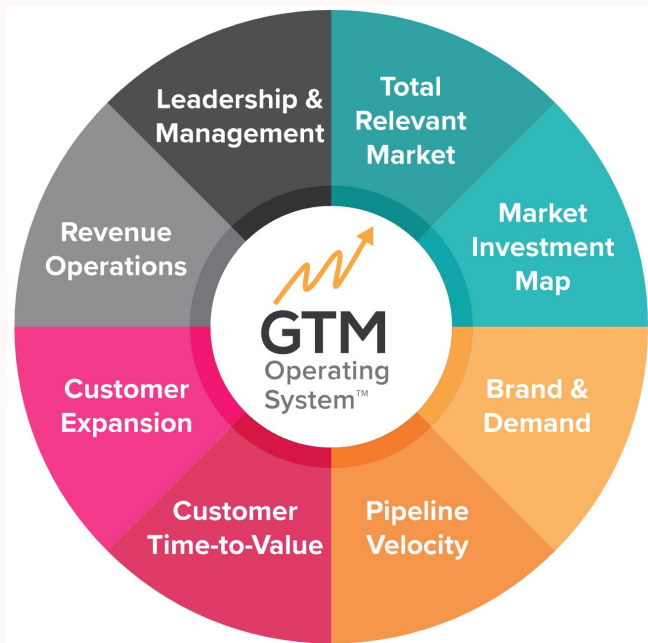 Total
Relevant
Market
Market
Investment
Map
Brand &
Demand
Pipeline
Velocity
Customer
Time-to-Value
Customer
Expansion
Revenue
Operations
Leadership &
Management
GTM
Operating
System™